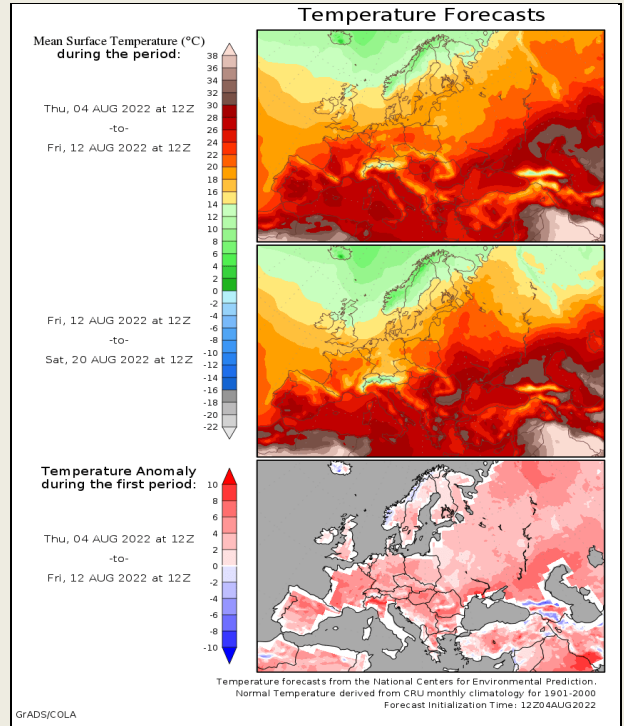 Temperature Forecasts
Mean Surface Temperature (°C)
during the period:
Thu, 04 AUG 2022 at 12Z
-to-
Fri, 12 AUG 2022 at 12Z
38
36
34
32
30
28
26
24
22
20
18
16
14
12
10
8
6
4
2
0
-2
-4
-6
-8
-10
-12
-14
-16
-18
-20
-22
Fri, 12 AUG 2022 at 12Z
-to-
Sat, 20 AUG 2022 at 12Z
Temperature Anomaly
during the first period:
Thu, 04 AUG 2022 at 12Z
-to-
Fri, 12 AUG 2022 at 12Z
10
8
6
4
2
0
-2
-4
-6
-8
-10
Temperature forecasts from the National Centers for Environmental Prediction.
Normal Temperature derived from CRU monthly climatology for 1901-2000
Forecast Initialization Time: 12Z04AUG2022
GrADS/COLA